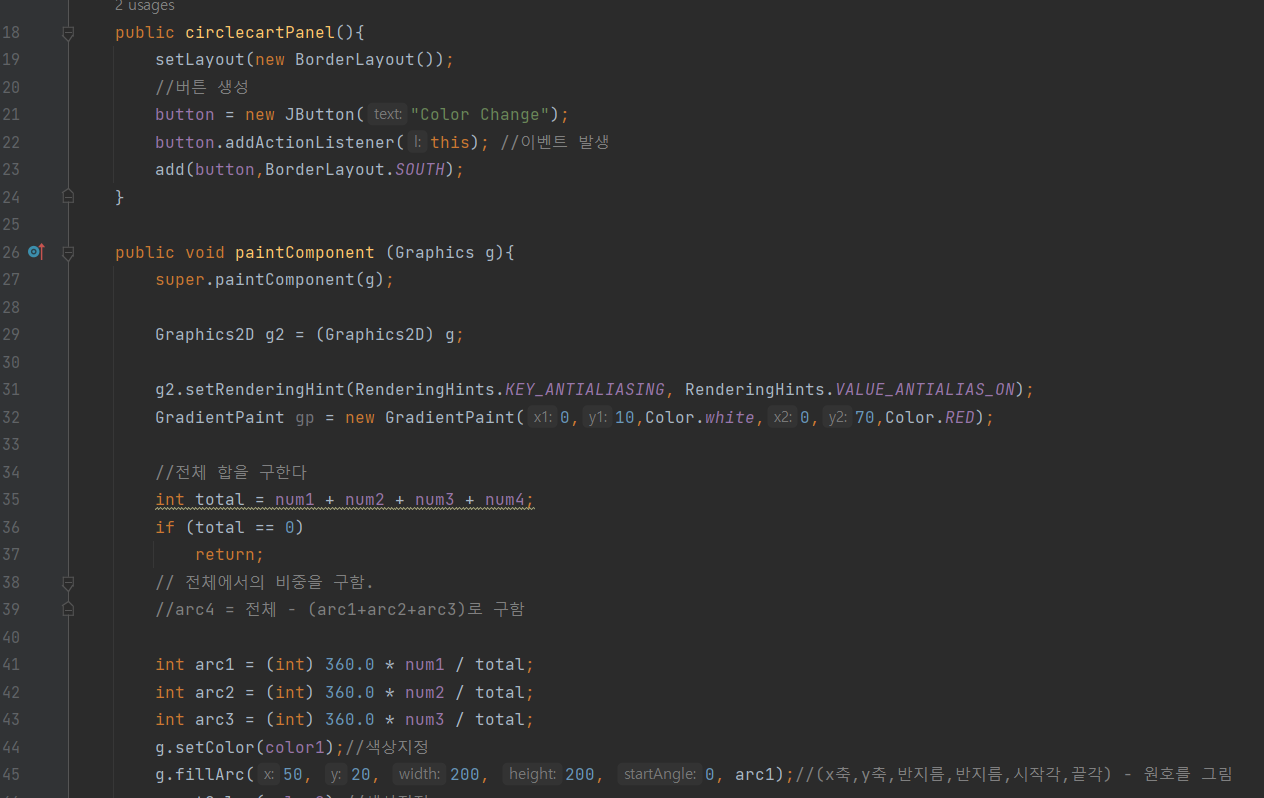 2 usages
18 public circlecartPanel(){
19 setLayout(new BorderLayout());
20 //버튼 생성
21 button = new JButton( text: "Color Change");
22 button.addActionListener( l: this); //이벤트 발생
23 add(button,BorderLayout.SOUTH);
24 }
25
26 public void paintComponent (Graphics g){
27 super.paintComponent(g);
28
29 Graphics2D g2 = (Graphics2D) g;
30
31 g2.setRenderingHint(RenderingHints.KEY_ANTIALIASING, RenderingHints.VALUE_ANTIALIAS_ON);
32 GradientPaint gp = new GradientPaint( x1: 0, y1: 10,Color.white, x2: 0, y2: 70,Color.RED);
33
34 //전체 합을 구한다
35 int total = num1 + num2 + num3 + num4;
36 if (total == 0)
37 return;
38 // 전체에서의 비중을 구함.
39 //arc4 = 전체 - (arc1+arc2+arc3)로 구함
40
41 int arc1 = (int) 360.0 * num1 / total;
42 int arc2 = (int) 360.0 * num2 / total;
43 int arc3 = (int) 360.0 * num3 / total;
44 g.setColor(color1);//색상지정
45 g.fillArc( x: 50, y: 20, width: 200, height: 200, startAngle: 0, arc1);//(x축,y축,반지름,반지름,시작각,끝각) - 원호를 그림